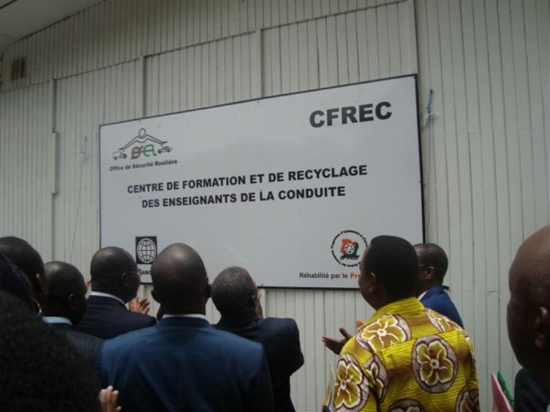 CFREC
Office de Sécurité Routière
CENTRE DE FORMATION ET DE RECYCLAGE
DES ENSEIGNANTS DE LA CONDUITE
Réhabilité par le